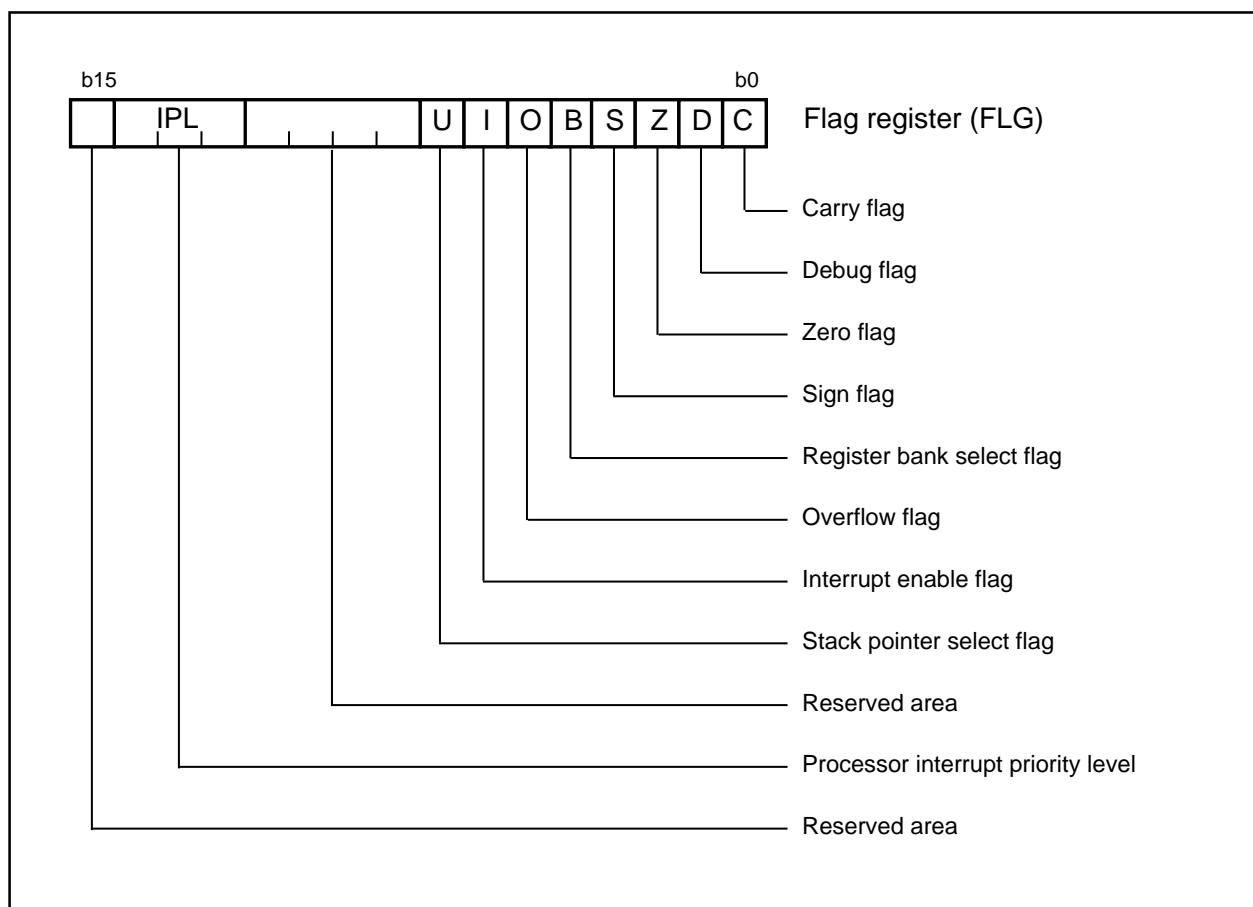 b15 b0
IPL U I O B S Z D C Flag register (FLG)
Carry flag
Debug flag
Zero flag
Sign flag
Register bank select flag
Overflow flag
Interrupt enable flag
Stack pointer select flag
Reserved area
Processor interrupt priority level
Reserved area